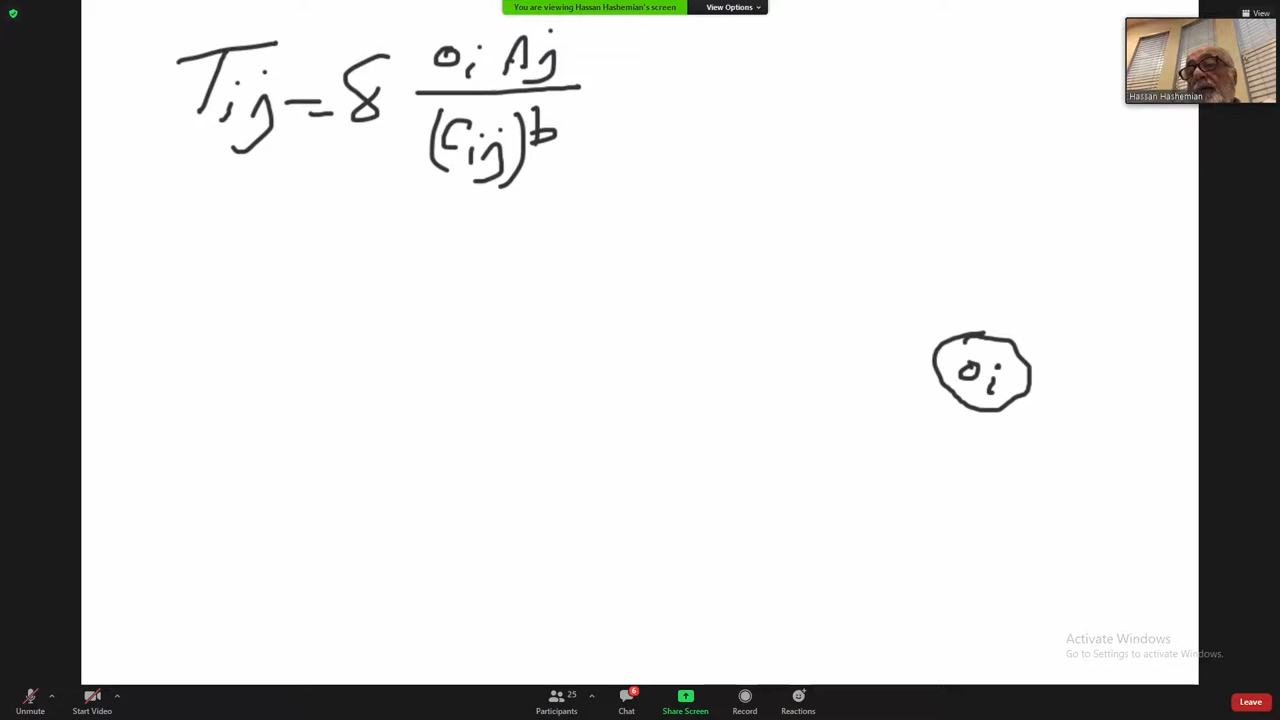 You are viewing Hassan Hashemian's screen View Options
View
Tij = 8 Oi Aj / (Cij)^b
Hassan Hashemian
Oi
Activate Windows
Go to Settings to activate Windows.
Unmute Start Video 25 Participants 6 Chat Share Screen Record Reactions Leave